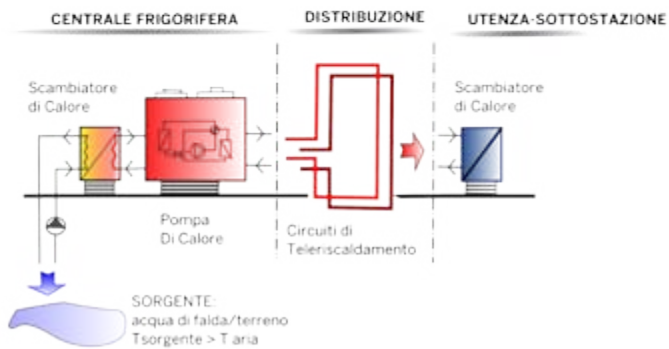 CENTRALE FRIGORIFERA
DISTRIBUZIONE
UTENZA-SOTTOSTAZIONE
Scambiatore
di Calore
Scambiatore
di Calore
Pompa
Di Calore
Circuiti di
Teleriscaldamento
SORGENTE:
acqua di falda/terreno
Tsorgente > T aria